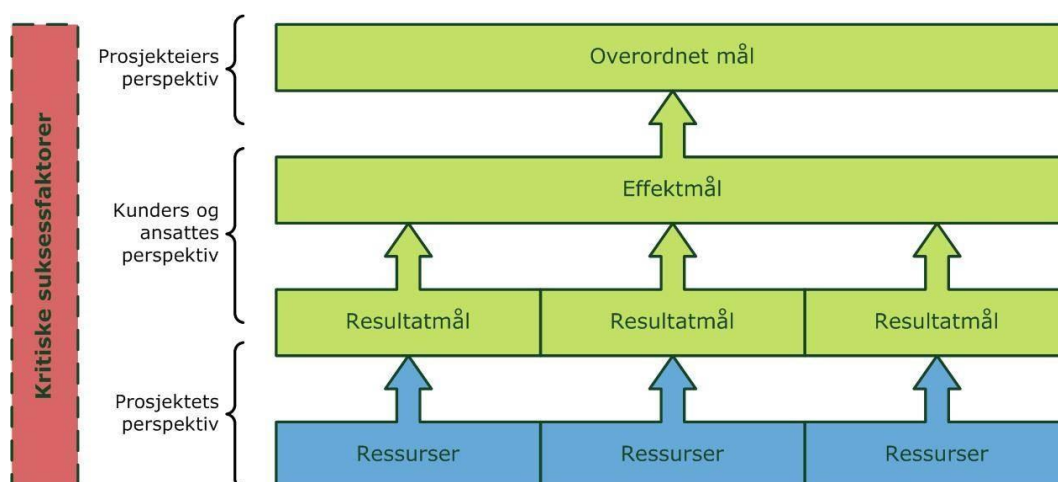 Kritiske suksessfaktorer
Prosjekteiers
perspektiv
Overordnet mål
Kunders og
ansattes
perspektiv
Effektmål
Resultatmål
Resultatmål
Resultatmål
Prosjektets
perspektiv
Ressurser
Ressurser
Ressurser